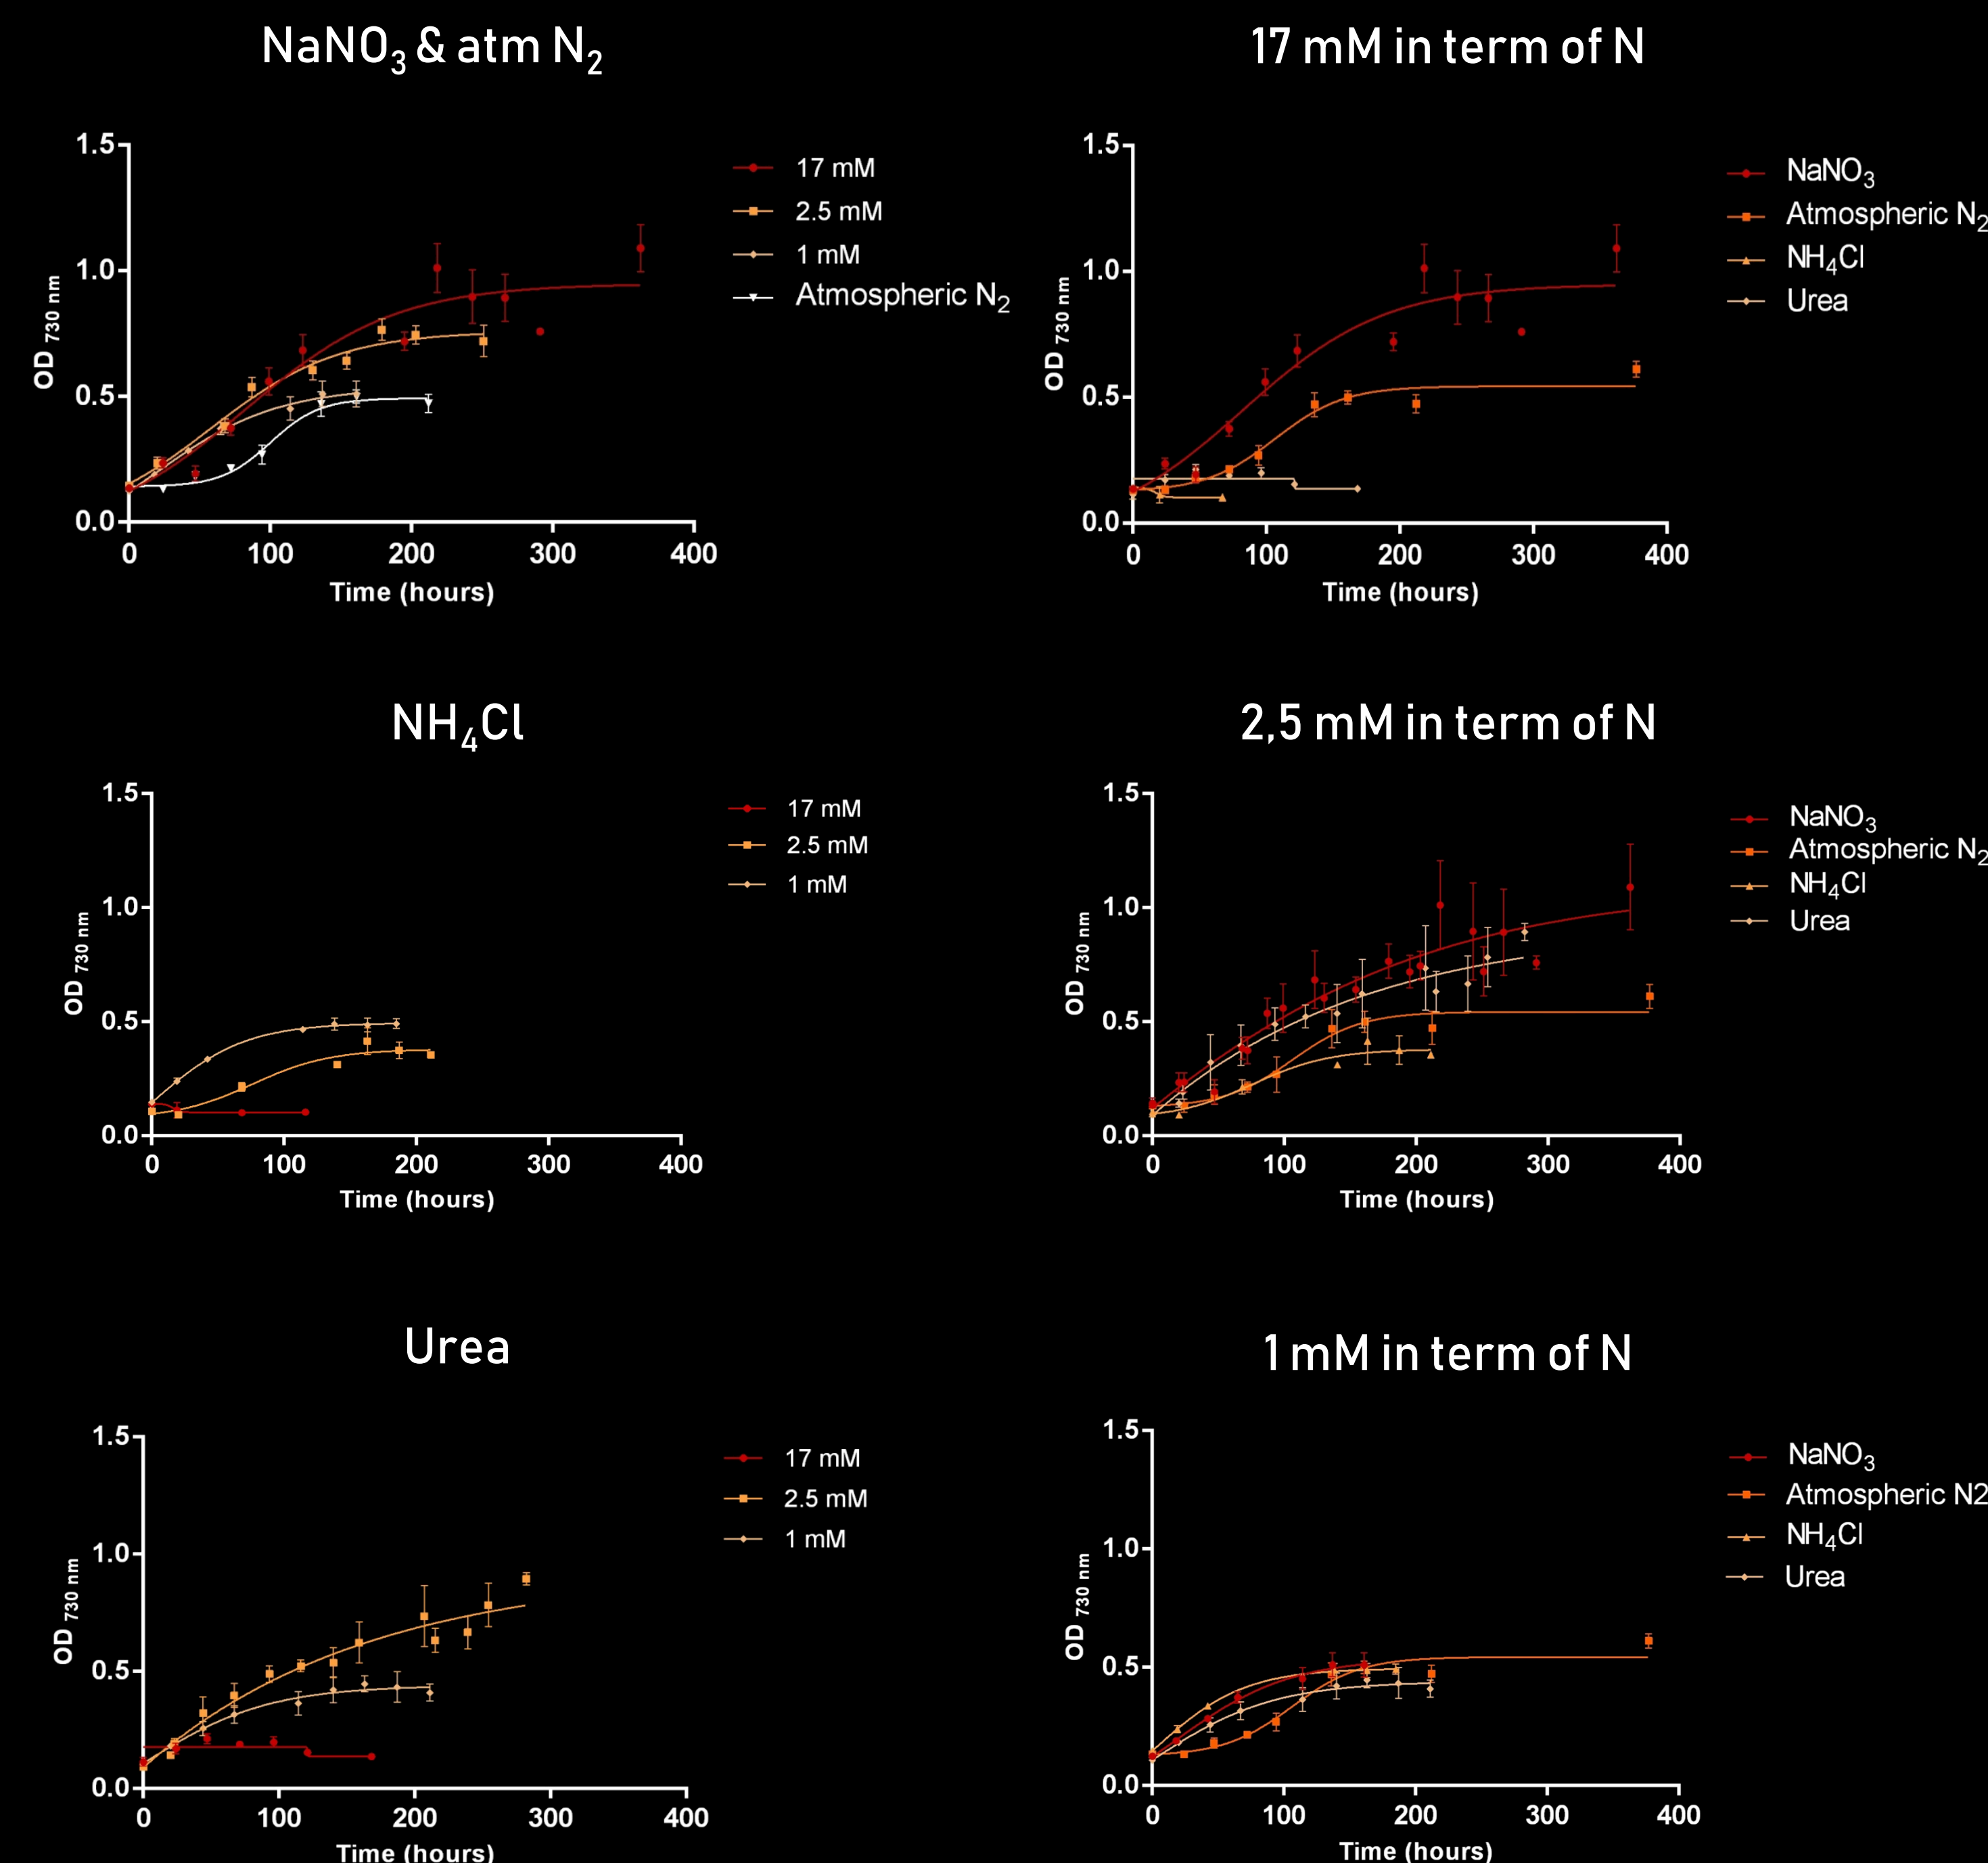 NaNO₃ & atm N₂
1.5
1.0
0.5
0.0
OD 730 nm
0 100 200 300 400
Time (hours)
17 mM
2.5 mM
1 mM
Atmospheric N₂
17 mM in term of N
1.5
1.0
0.5
0.0
OD 730 nm
0 100 200 300 400
Time (hours)
NaNO₃
Atmospheric N₂
NH₄Cl
Urea
NH₄Cl
1.5
1.0
0.5
0.0
OD 730 nm
0 100 200 300 400
Time (hours)
17 mM
2.5 mM
1 mM
2,5 mM in term of N
1.5
1.0
0.5
0.0
OD 730 nm
0 100 200 300 400
Time (hours)
NaNO₃
Atmospheric N₂
NH₄Cl
Urea
Urea
1.5
1.0
0.5
0.0
OD 730 nm
0 100 200 300 400
Time (hours)
17 mM
2.5 mM
1 mM
1 mM in term of N
1.5
1.0
0.5
0.0
OD 730 nm
0 100 200 300 400
Time (hours)
NaNO₃
Atmospheric N2
NH₄Cl
Urea